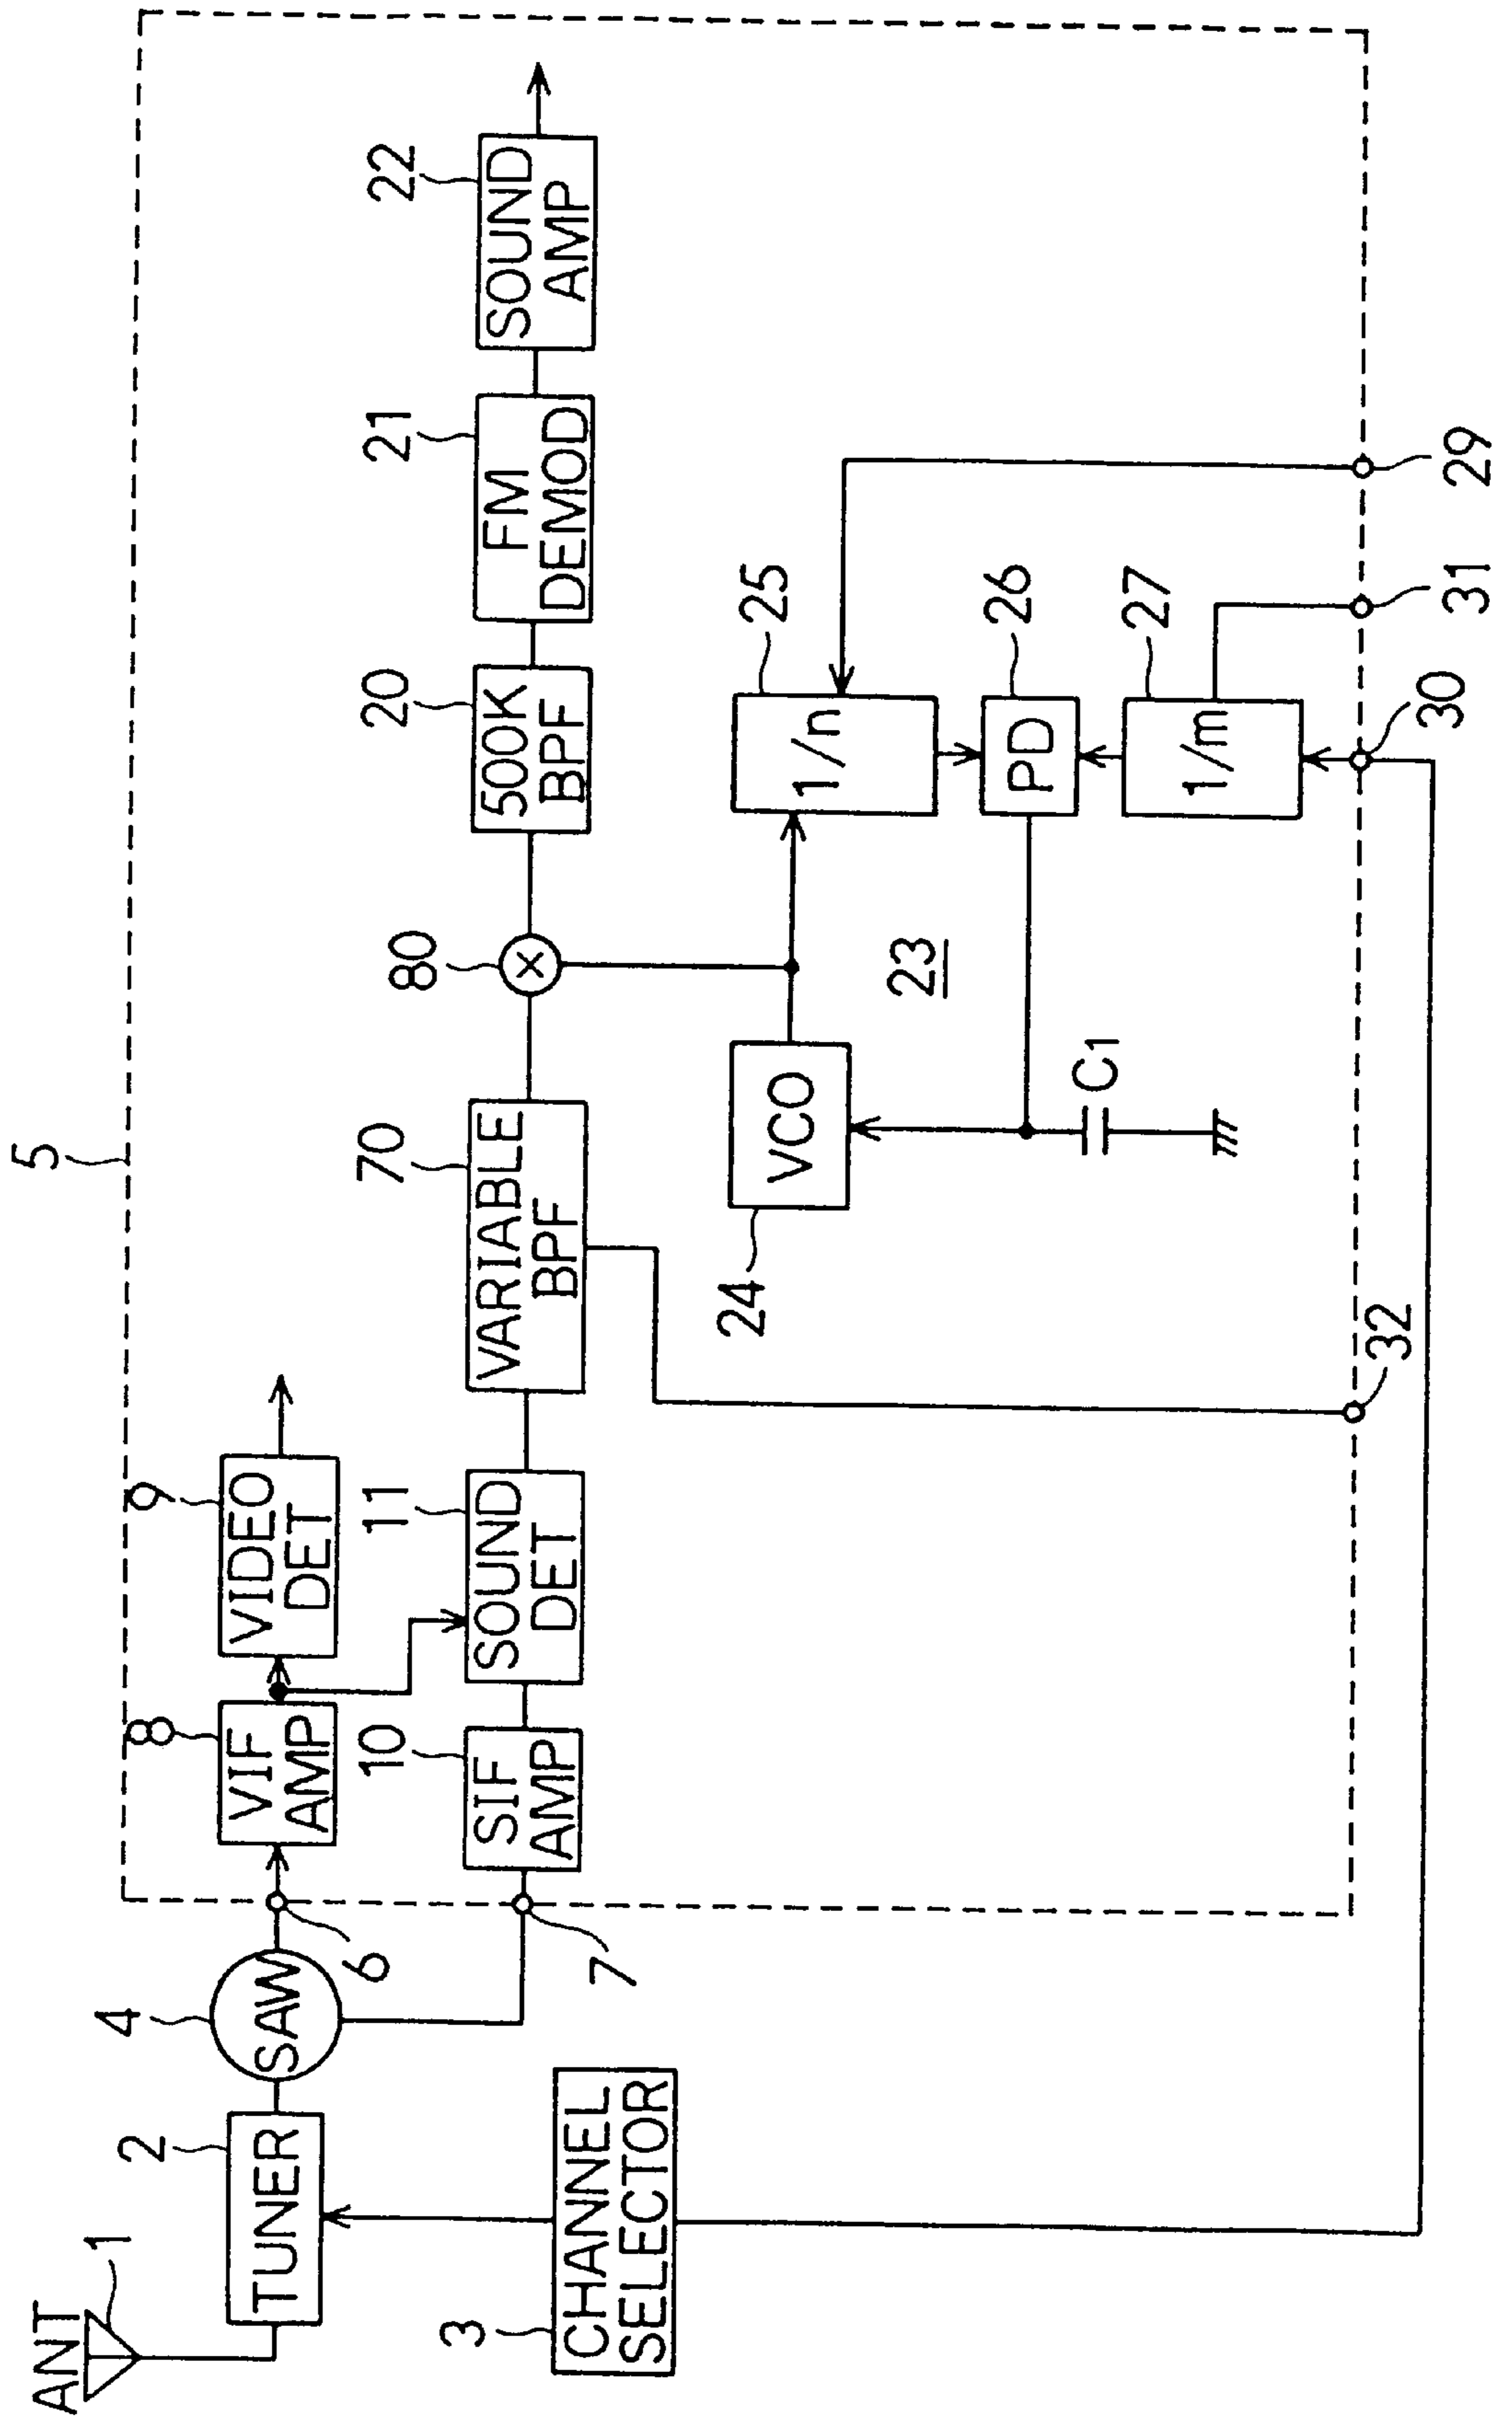 5
ANT
1
2
TUNER
4
SAW
6
7
8
VIF
AMP
9
VIDEO
DET
3
CHANNEL
SELECTOR
10
SIF
AMP
11
SOUND
DET
70
VARIABLE
BPF
80
×
20
500K
BPF
21
FM
DEMOD
22
SOUND
AMP
24
VCO
23
25
1/n
26
PD
27
1/m
C1
32
30
31
29